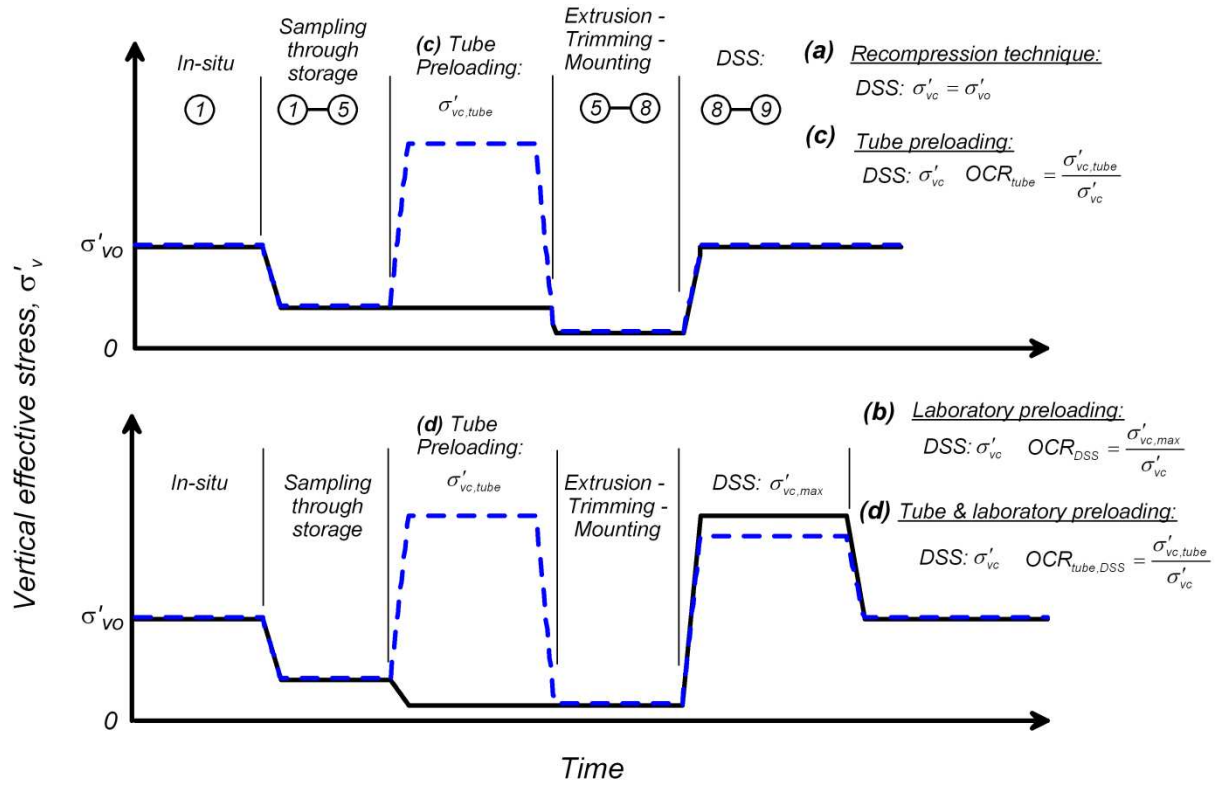 Vertical effective stress, σ'v
In-situ
①
Sampling
through
storage
①—⑤
(c) Tube
Preloading:
σ'vc,tube
Extrusion -
Trimming -
Mounting
⑤—⑧
DSS:
⑧—⑨
(a) Recompression technique:
DSS: σ'vc = σ'vo
(c) Tube preloading:
DSS: σ'vc OCRtube = σ'vc,tube / σ'vc
σ'vo
0
In-situ
Sampling
through
storage
(d) Tube
Preloading:
σ'vc,tube
Extrusion -
Trimming -
Mounting
DSS: σ'vc,max
(b) Laboratory preloading:
DSS: σ'vc OCRDSS = σ'vc,max / σ'vc
(d) Tube & laboratory preloading:
DSS: σ'vc OCRtube,DSS = σ'vc,tube / σ'vc
σ'vo
0
Time